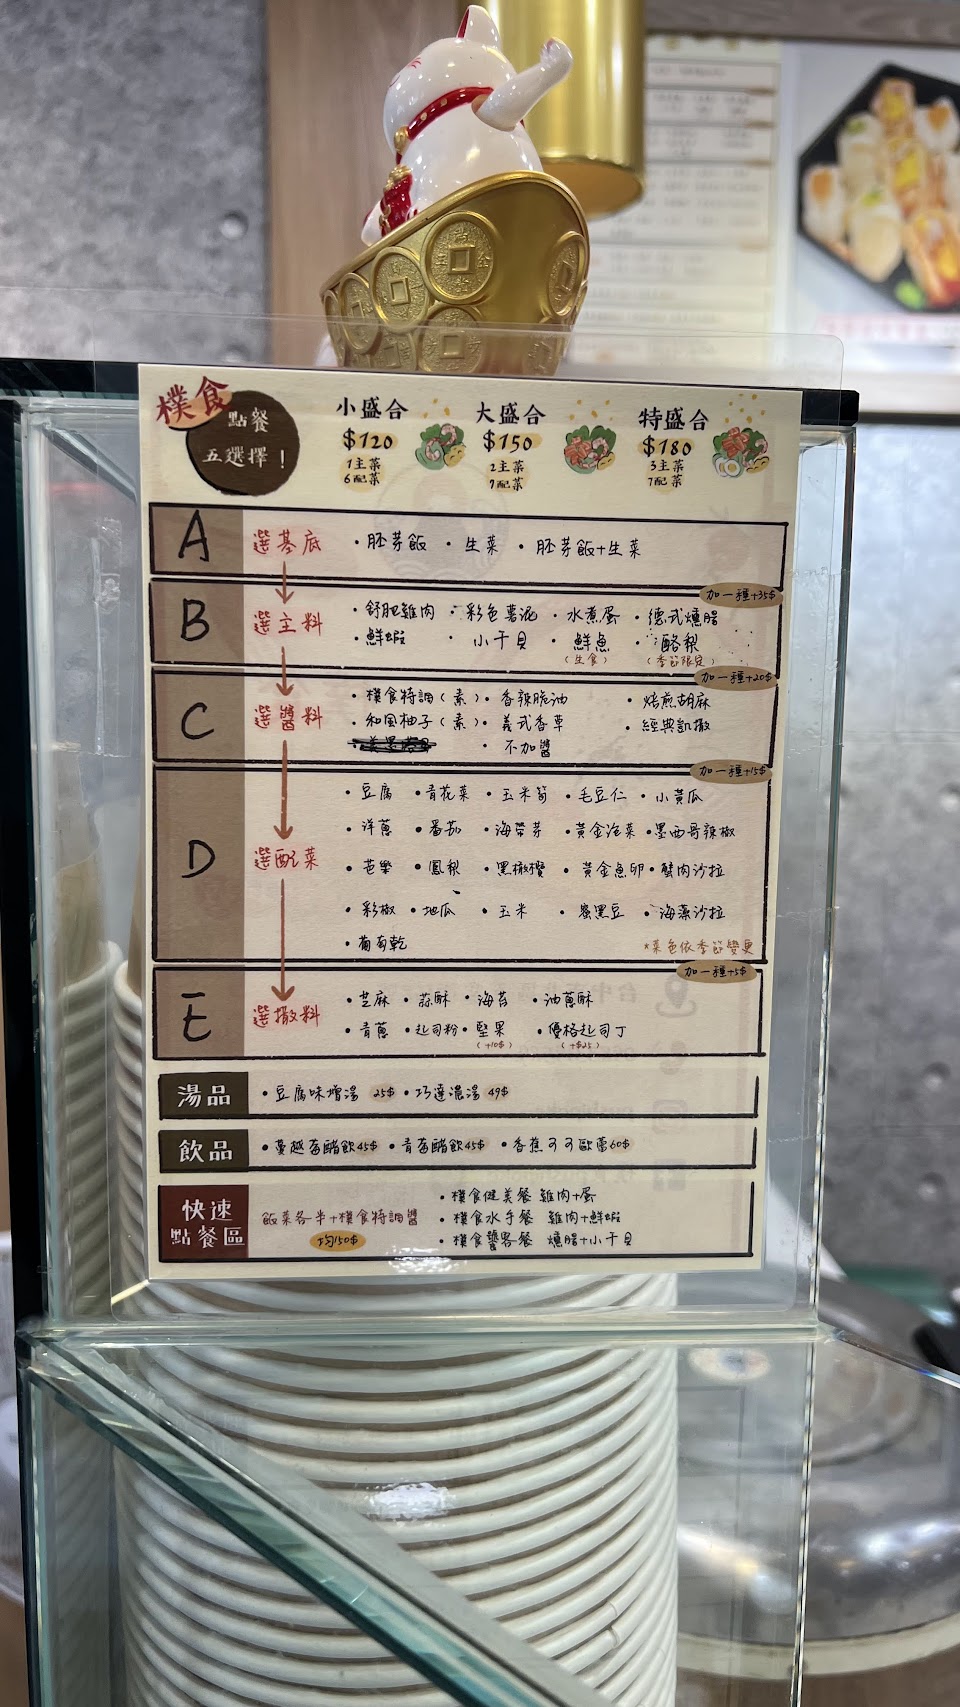 樸食
點餐
五選擇！
小盛合
$120
1主菜
6配菜
大盛合
$150
2主菜
7配菜
特盛合
$180
3主菜
7配菜
A 選基底
・胚芽飯 ・生菜 ・胚芽飯+生菜
B 選主料
加一種+35$
・舒肥雞肉 ・彩色薯泥 ・水煮蛋 ・德式燻腸
・鮮蝦 ・小干貝 ・鮮魚 ・酪梨
(生食) (季節限定)
C 選醬料
加一種+20$
・樸食特調(素) ・香辣脆油 ・焙煎胡麻
・和風柚子(素) ・義式香草 ・經典凱撒
・不加醬
D 選配菜
加一種+15$
・豆腐 ・青花菜 ・玉米筍 ・毛豆仁 ・小黃瓜
・洋蔥 ・番茄 ・海帶芽 ・黃金泡菜 ・墨西哥辣椒
・芭樂 ・鳳梨 ・黑橄欖 ・黃金魚卵 ・蟹肉沙拉
・彩椒 ・地瓜 ・玉米 ・蜜黑豆 ・海藻沙拉
・葡萄乾
*菜色依季節變更
E 選撒料
加一種+5$
・芝麻 ・蒜酥 ・海苔 ・油蔥酥
・青蔥 ・起司粉 ・堅果 ・優格起司丁
(+10$) (+$25)
湯品
・豆腐味增湯 25$ ・巧達濃湯 49$
飲品
・蔓越莓醋飲45$ ・青莓醋飲45$ ・香蕉可可歐蕾60$
快速
點餐區
飯菜各半+樸食特調醬
均150$
・樸食健美餐 雞肉+蛋
・樸食水手餐 雞肉+鮮蝦
・樸食饕客餐 燻腸+小干貝